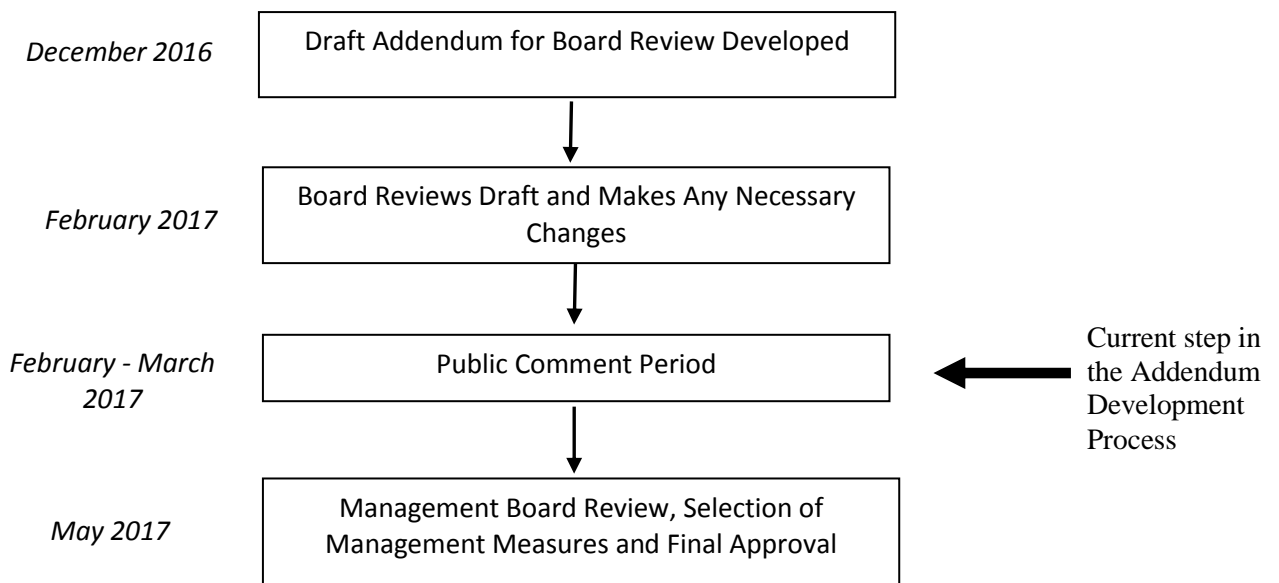 December 2016
Draft Addendum for Board Review Developed
February 2017
Board Reviews Draft and Makes Any Necessary
Changes
February - March
2017
Public Comment Period
Current step in
the Addendum
Development
Process
May 2017
Management Board Review, Selection of
Management Measures and Final Approval